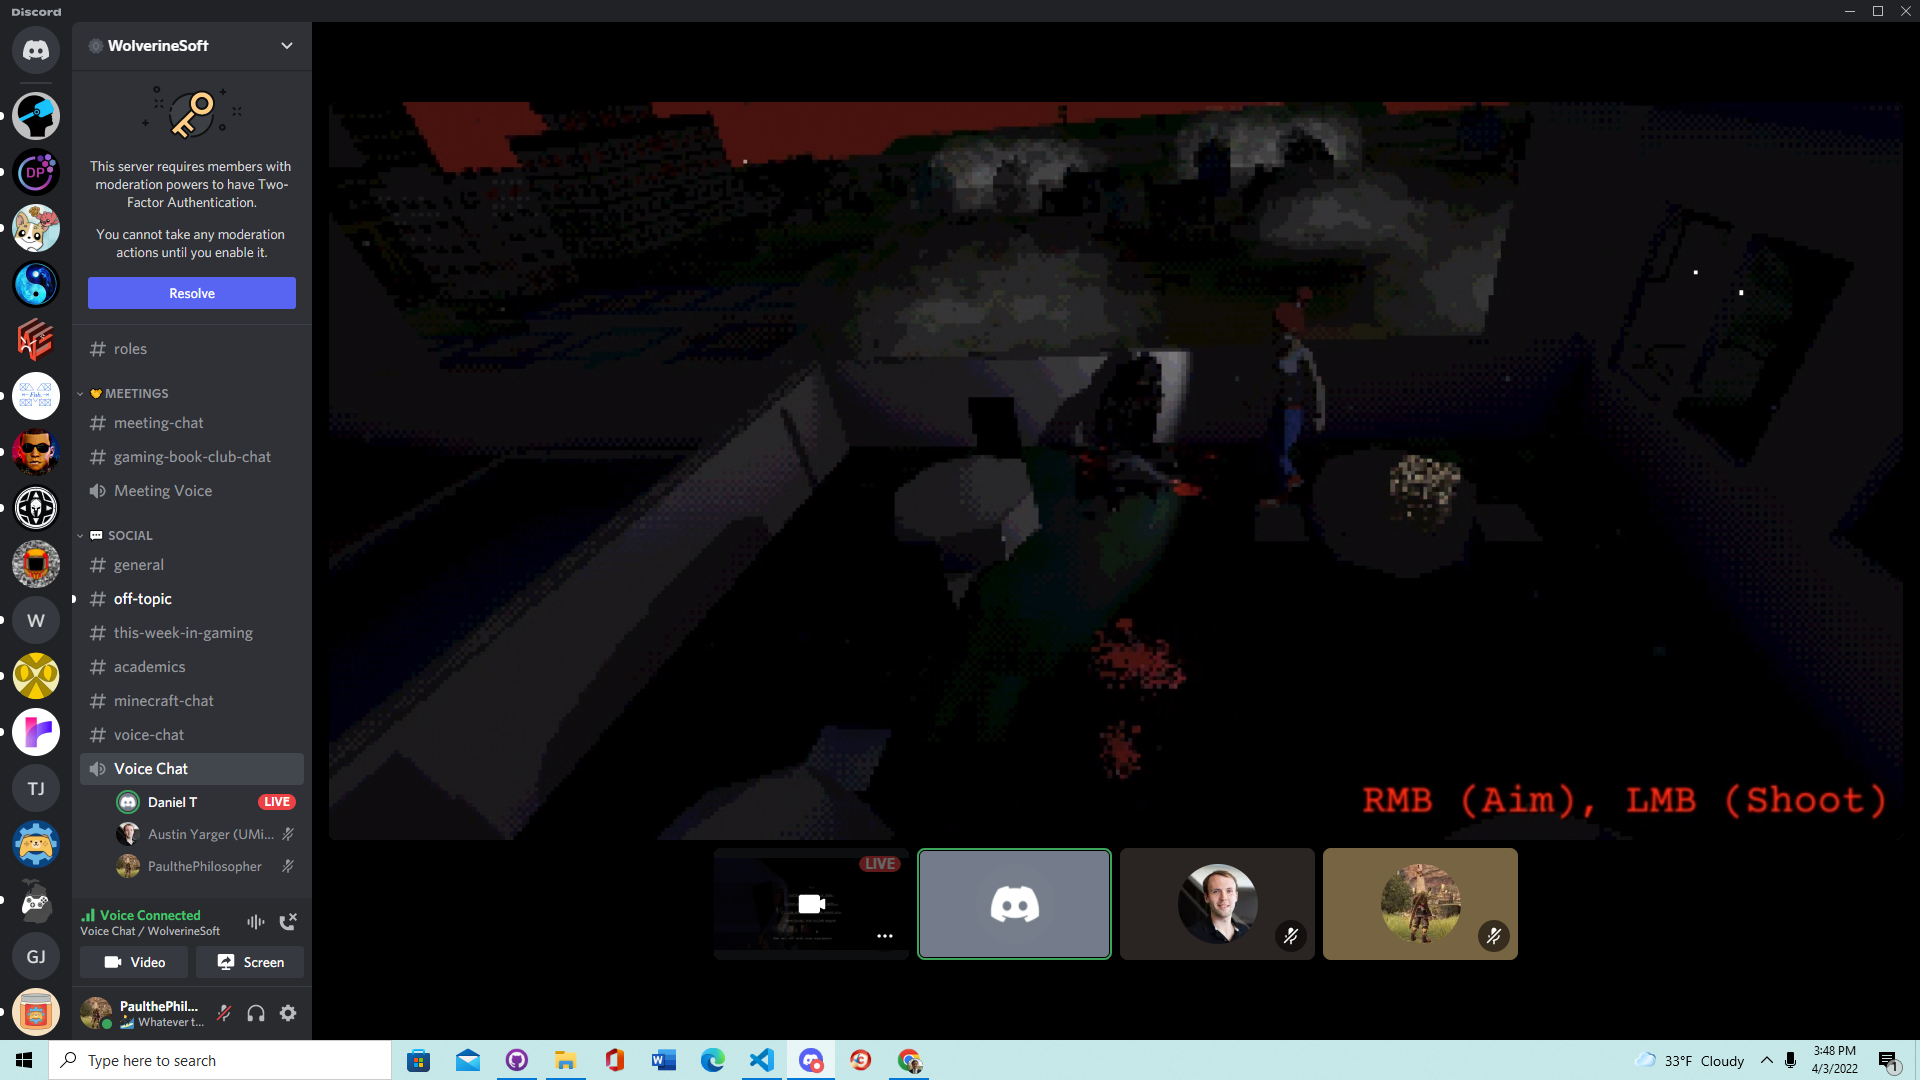 Discord
WolverineSoft
This server requires members with
moderation powers to have Two-
Factor Authentication.
You cannot take any moderation
actions until you enable it.
Resolve
roles
MEETINGS
meeting-chat
gaming-book-club-chat
Meeting Voice
SOCIAL
general
off-topic
this-week-in-gaming
academics
minecraft-chat
voice-chat
Voice Chat
Daniel T LIVE
Austin Yarger (UMi...
PaulthePhilosopher
Voice Connected
Voice Chat / WolverineSoft
Video Screen
PaulthePhil...
Whatever t...
DP
W
TJ
GJ
RMB (Aim), LMB (Shoot)
LIVE
Type here to search
33°F Cloudy
3:48 PM
4/3/2022
1